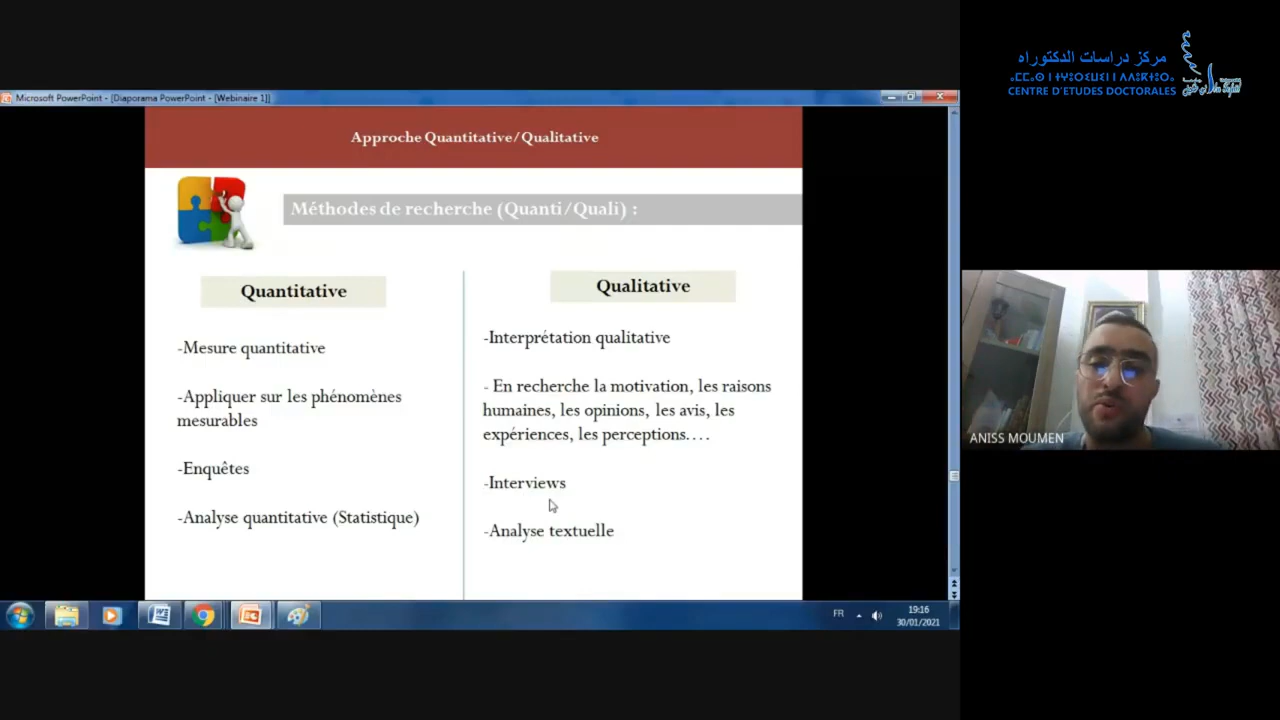 مركز دراسات الدكتوراه
CENTRE D'ETUDES DOCTORALES
Microsoft PowerPoint - [Diaporama PowerPoint - [Webinaire 1]]
Approche Quantitative/Qualitative
Méthodes de recherche (Quanti/Quali) :
Quantitative
-Mesure quantitative
-Appliquer sur les phénomènes
mesurables
-Enquêtes
-Analyse quantitative (Statistique)
Qualitative
-Interprétation qualitative
- En recherche la motivation, les raisons
humaines, les opinions, les avis, les
expériences, les perceptions….
-Interviews
-Analyse textuelle
ANISS MOUMEN
FR
19:16
30/01/2021